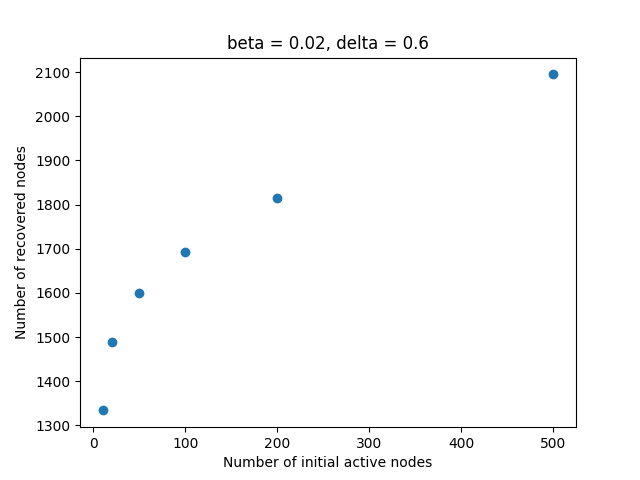 beta = 0.02, delta = 0.6
2100
2000
1900
1800
1700
1600
1500
1400
1300
Number of recovered nodes
0 100 200 300 400 500
Number of initial active nodes